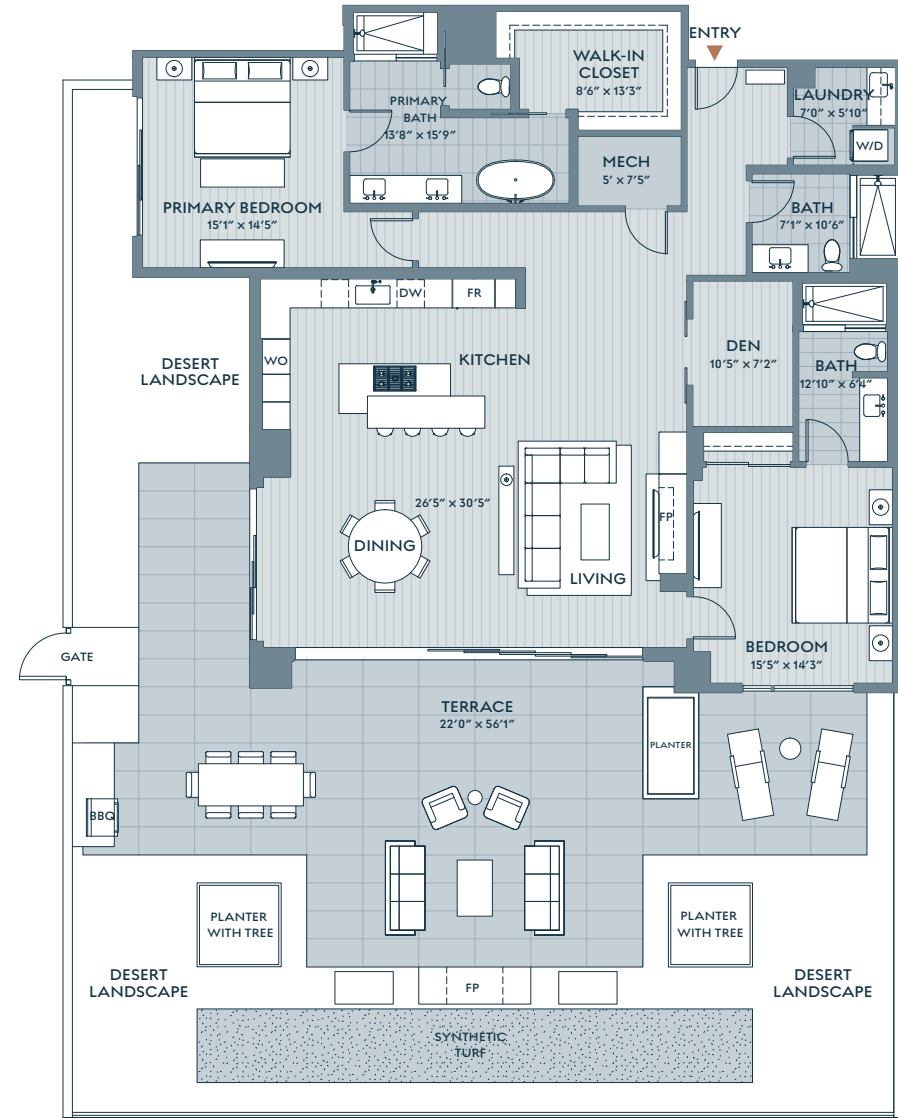 ENTRY
WALK-IN
CLOSET
8'6" x 13'3"
LAUNDRY
7'0" x 5'10"
W/D
PRIMARY
BATH
13'8" x 15'9"
MECH
5' x 7'5"
PRIMARY BEDROOM
15'1" x 14'5"
BATH
7'1" x 10'6"
DW
FR
WO
KITCHEN
DEN
10'5" x 7'2"
BATH
12'10" x 6'4"
DESERT
LANDSCAPE
26'5" x 30'5"
FP
DINING
LIVING
BEDROOM
15'5" x 14'3"
GATE
TERRACE
22'0" x 56'1"
PLANTER
BBQ
PLANTER
WITH TREE
PLANTER
WITH TREE
DESERT
LANDSCAPE
FP
DESERT
LANDSCAPE
SYNTHETIC
TURF